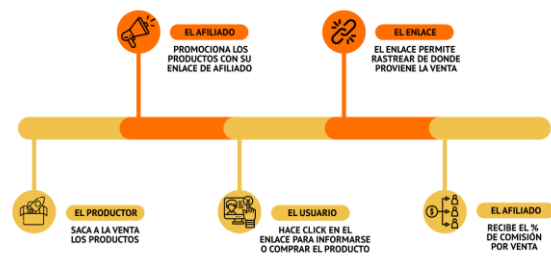 EL AFILIADO
PROMOCIONA LOS
PRODUCTOS CON SU
ENLACE DE AFILIADO
EL ENLACE
EL ENLACE PERMITE
RASTREAR DE DONDE
PROVIENE LA VENTA
EL PRODUCTOR
SACA A LA VENTA
LOS PRODUCTOS
EL USUARIO
HACE CLICK EN EL
ENLACE PARA INFORMARSE
O COMPRAR EL PRODUCTO
EL AFILIADO
RECIBE EL %
DE COMISIÓN
POR VENTA